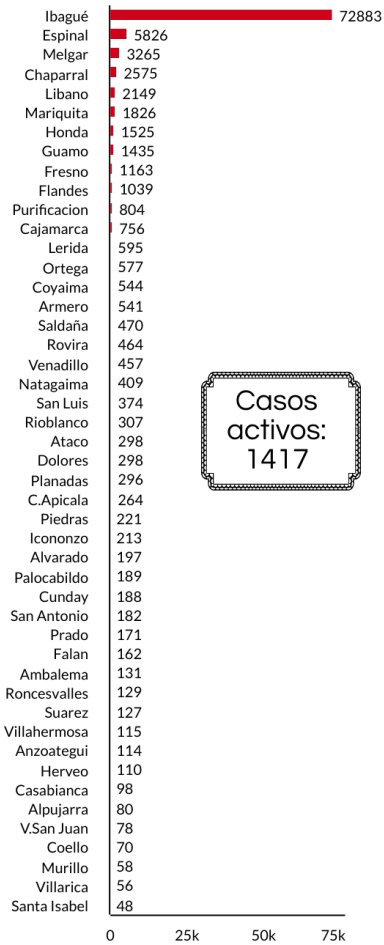 Ibagué 72883
Espinal 5826
Melgar 3265
Chaparral 2575
Libano 2149
Mariquita 1826
Honda 1525
Guamo 1435
Fresno 1163
Flandes 1039
Purificacion 804
Cajamarca 756
Lerida 595
Ortega 577
Coyaima 544
Armero 541
Saldaña 470
Rovira 464
Venadillo 457
Natagaima 409
San Luis 374
Rioblanco 307
Ataco 298
Dolores 298
Planadas 296
C.Apicala 264
Piedras 221
Icononzo 213
Alvarado 197
Palocabildo 189
Cunday 188
San Antonio 182
Prado 171
Falan 162
Ambalema 131
Roncesvalles 129
Suarez 127
Villahermosa 115
Anzoategui 114
Herveo 110
Casabianca 98
Alpujarra 80
V.San Juan 78
Coello 70
Murillo 58
Villarica 56
Santa Isabel 48
0 25k 50k 75k
Casos
activos:
1417